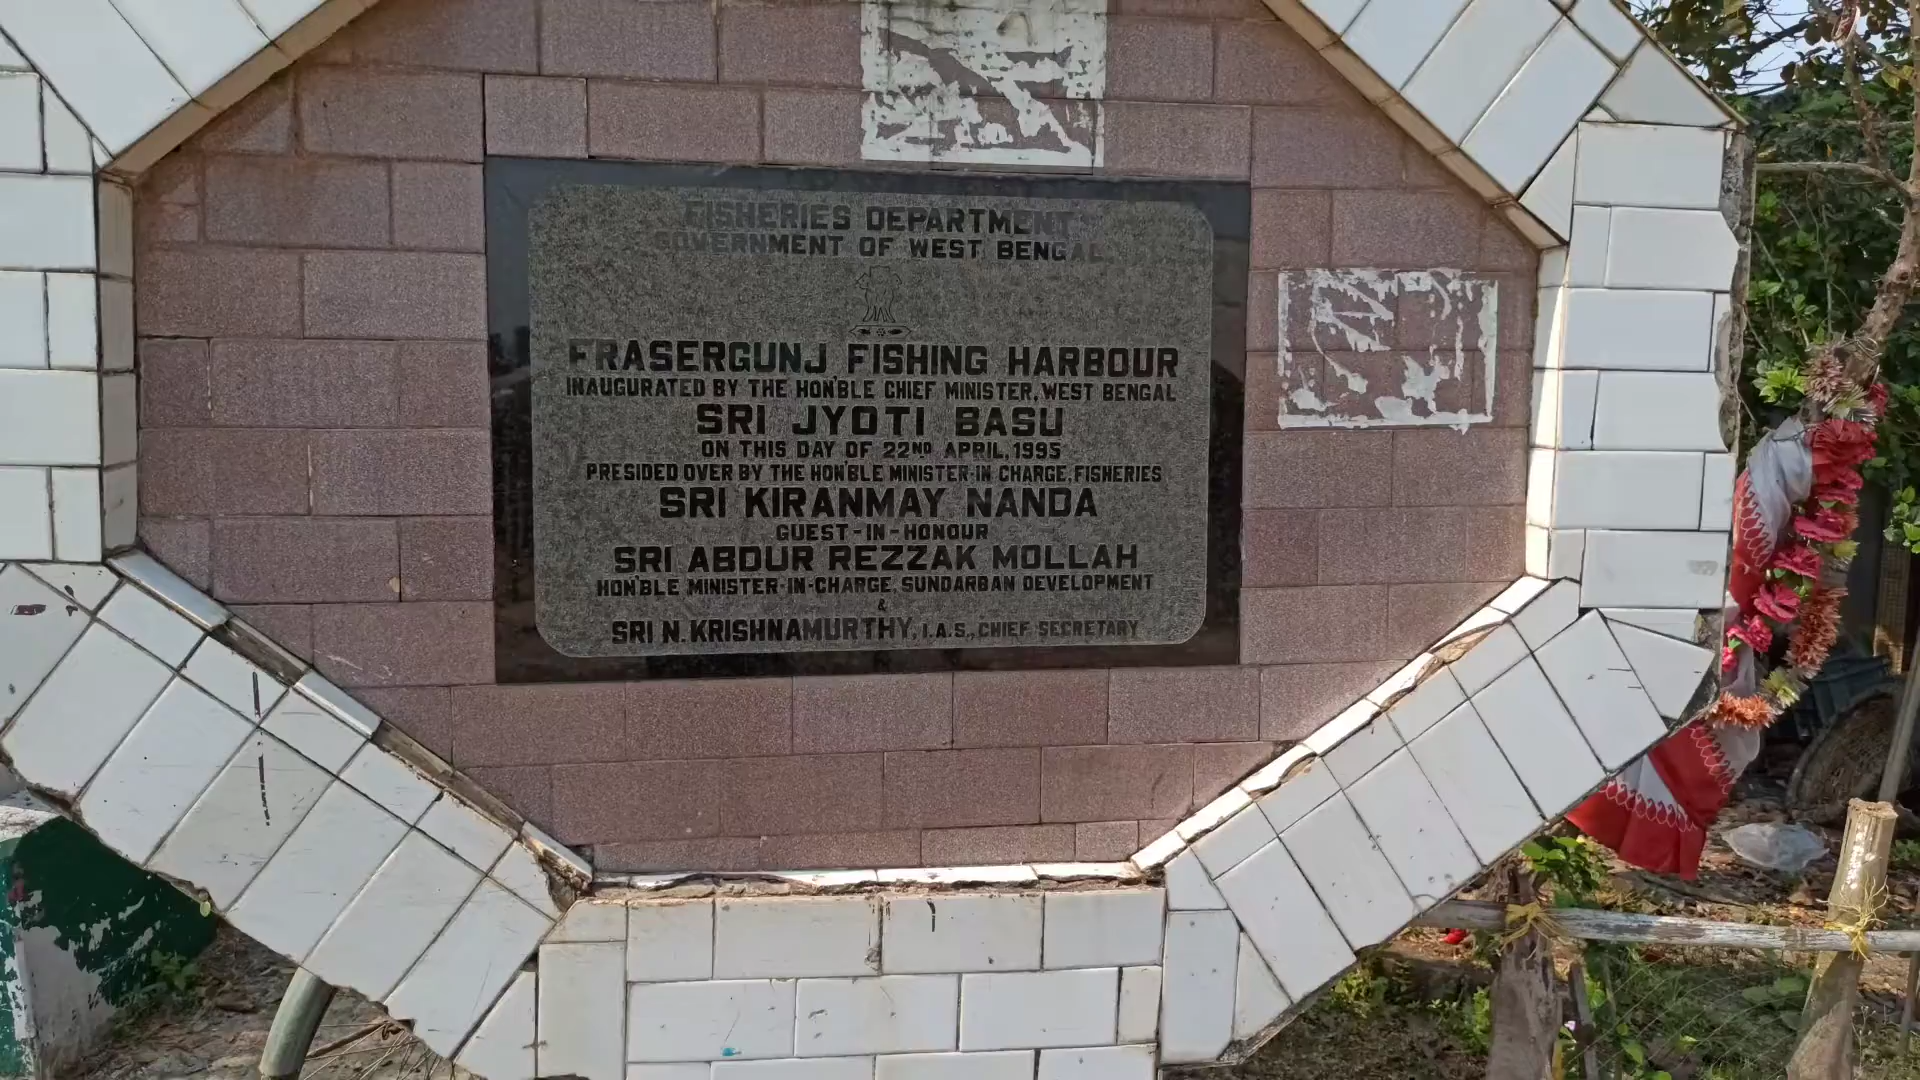 FISHERIES DEPARTMENT
GOVERNMENT OF WEST BENGAL
FRASERGUNJ FISHING HARBOUR
INAUGURATED BY THE HON'BLE CHIEF MINISTER, WEST BENGAL
SRI JYOTI BASU
ON THIS DAY OF 22ND APRIL, 1995
PRESIDED OVER BY THE HON'BLE MINISTER-IN CHARGE, FISHERIES
SRI KIRANMAY NANDA
GUEST-IN-HONOUR
SRI ABDUR REZZAK MOLLAH
HON'BLE MINISTER-IN-CHARGE, SUNDARBAN DEVELOPMENT
&
SRI N. KRISHNAMURTHY, I.A.S., CHIEF SECRETARY